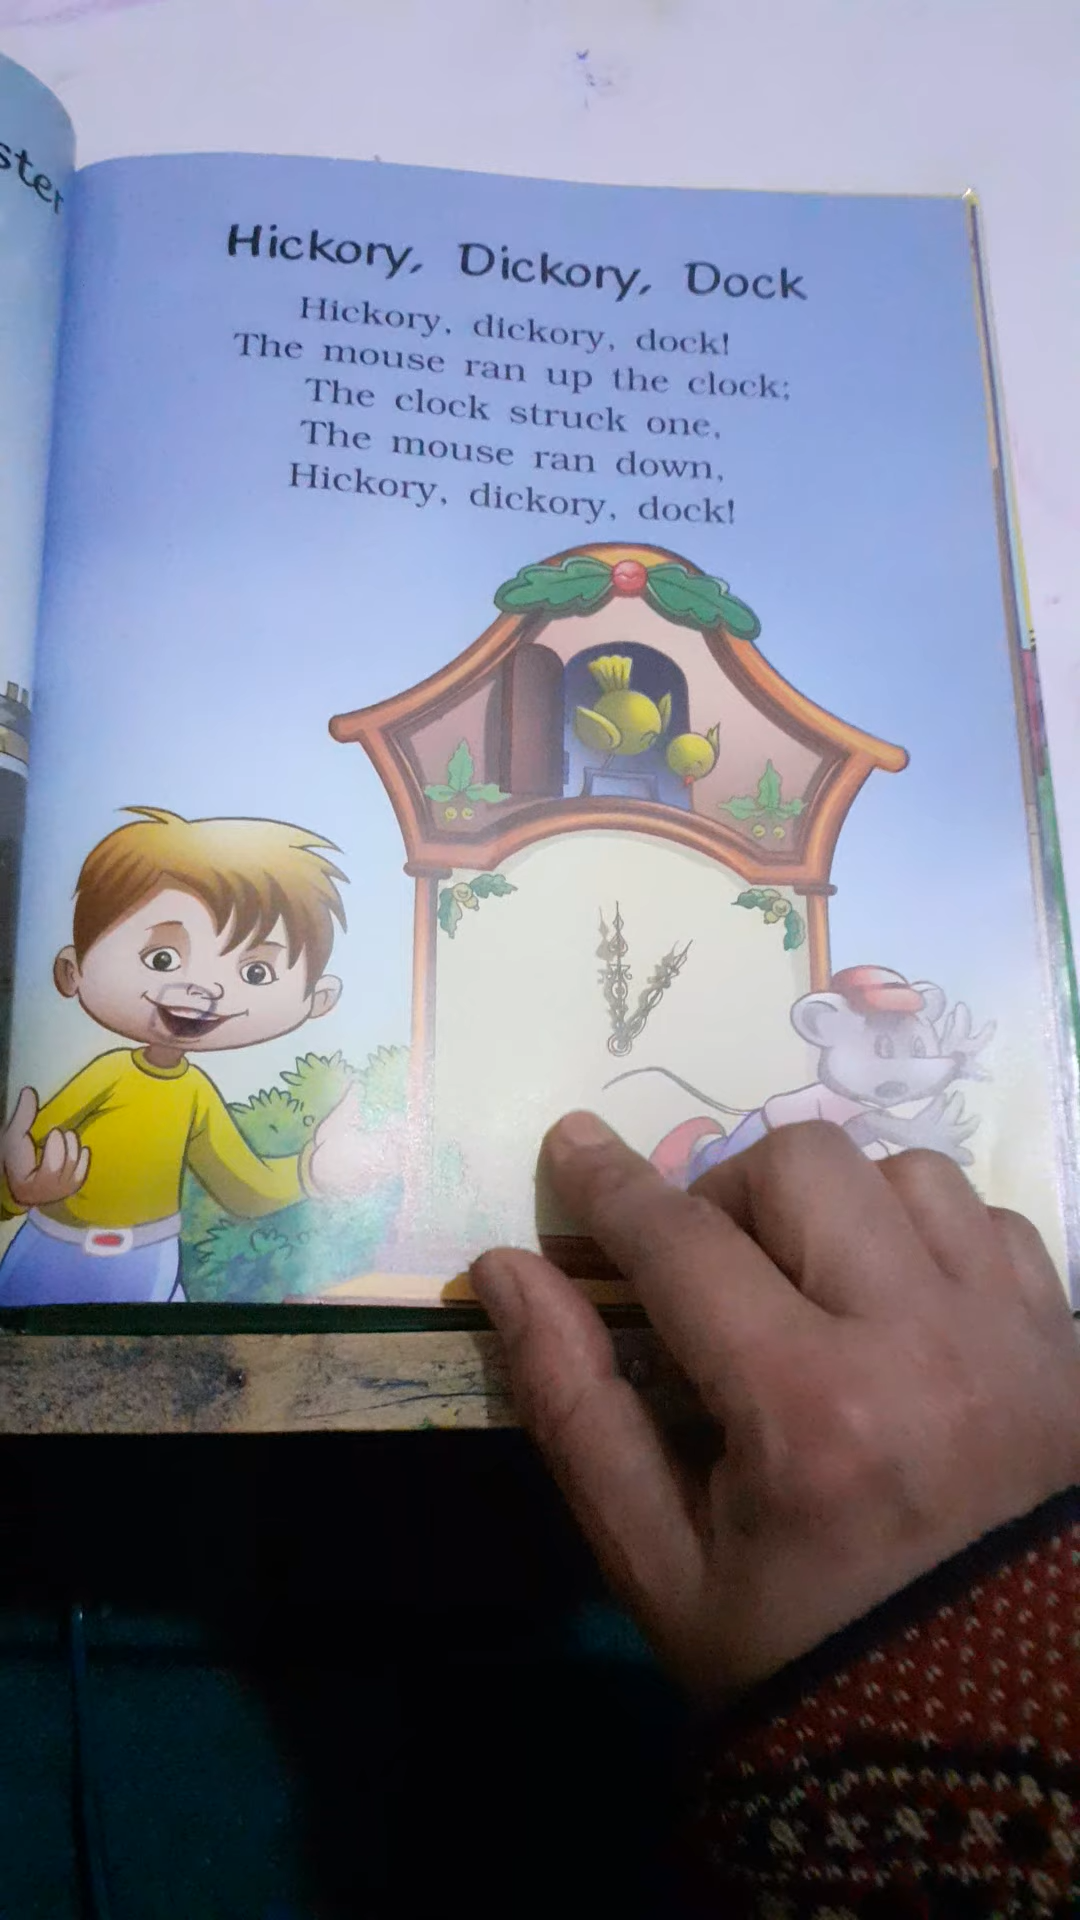 ster
Hickory, Dickory, Dock
Hickory, dickory, dock!
The mouse ran up the clock;
The clock struck one,
The mouse ran down,
Hickory, dickory, dock!